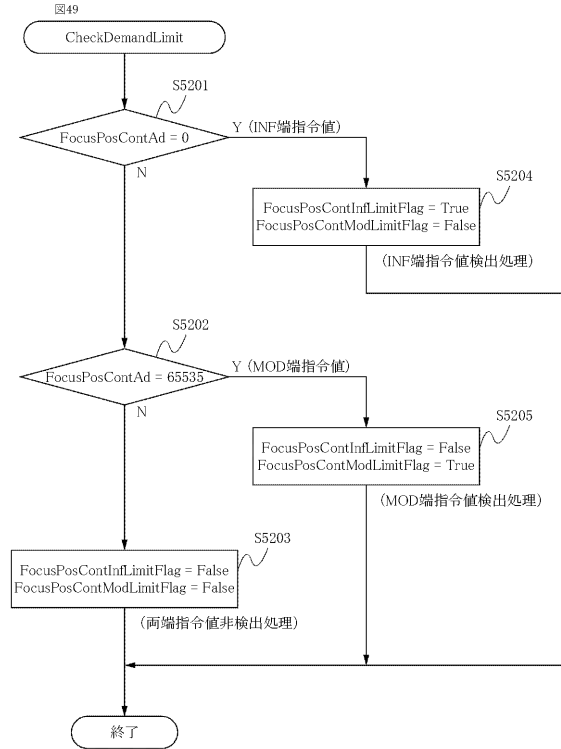 図49
CheckDemandLimit
S5201
FocusPosContAd = 0
Y (INF端指令値)
N
S5204
FocusPosContInfLimitFlag = True
FocusPosContModLimitFlag = False
(INF端指令値検出処理)
S5202
FocusPosContAd = 65535
Y (MOD端指令値)
N
S5205
FocusPosContInfLimitFlag = False
FocusPosContModLimitFlag = True
(MOD端指令値検出処理)
S5203
FocusPosContInfLimitFlag = False
FocusPosContModLimitFlag = False
(両端指令値非検出処理)
終了